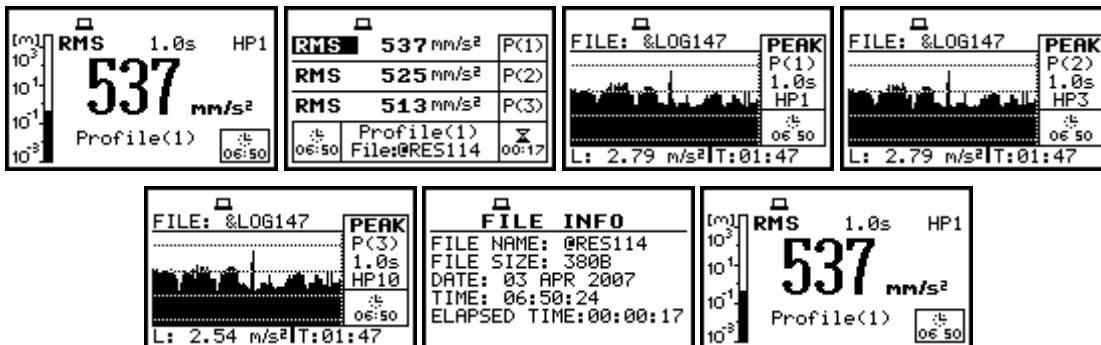 [m] RMS 1.0s HP1
10³
10¹
10⁻¹
10⁻³
537 mm/s²
Profile(1)
06:50
RMS 537 mm/s² P(1)
RMS 525 mm/s² P(2)
RMS 513 mm/s² P(3)
06:50 Profile(1) 00:17
File:@RES114
FILE: &LOG147 PEAK
P(1)
1.0s
HP1
06:50
L: 2.79 m/s² T:01:47
FILE: &LOG147 PEAK
P(2)
1.0s
HP3
06:50
L: 2.79 m/s² T:01:47
FILE: &LOG147 PEAK
P(3)
1.0s
HP10
06:50
L: 2.54 m/s² T:01:47
FILE INFO
FILE NAME: @RES114
FILE SIZE: 380B
DATE: 03 APR 2007
TIME: 06:50:24
ELAPSED TIME:00:00:17
[m] RMS 1.0s HP1
10³
10¹
10⁻¹
10⁻³
537 mm/s²
Profile(1)
06:50